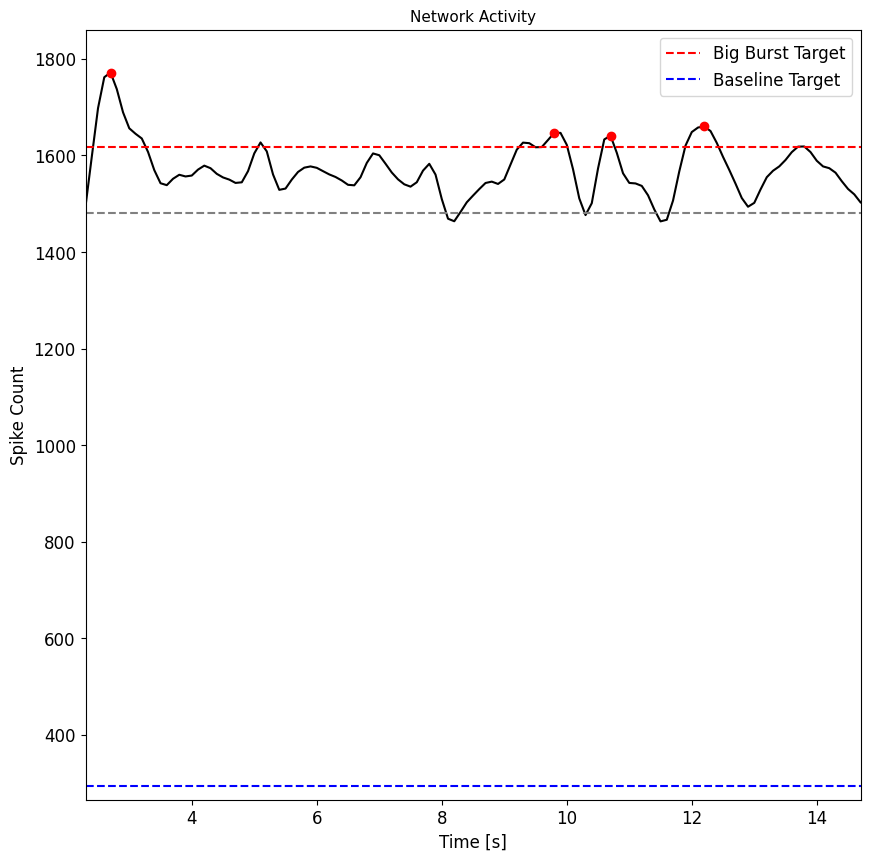 Network Activity
Big Burst Target
Baseline Target
1800
1600
1400
1200
1000
800
600
400
Spike Count
4 6 8 10 12 14
Time [s]